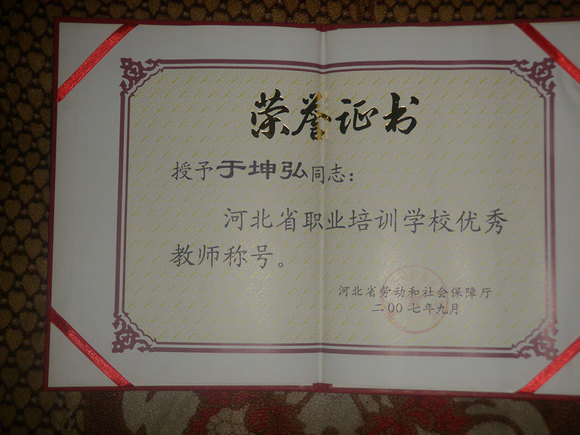 荣誉证书
授予于坤弘同志：
河北省职业培训学校优秀
教师称号。
河北省劳动和社会保障厅
二00七年九月